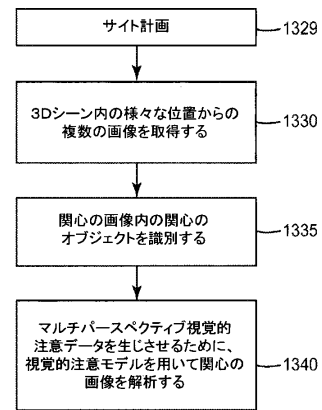 サイト計画
1329
3Dシーン内の様々な位置からの
複数の画像を取得する
1330
関心の画像内の関心の
オブジェクトを識別する
1335
マルチパースペクティブ視覚的
注意データを生じさせるために、
視覚的注意モデルを用いて関心の
画像を解析する
1340